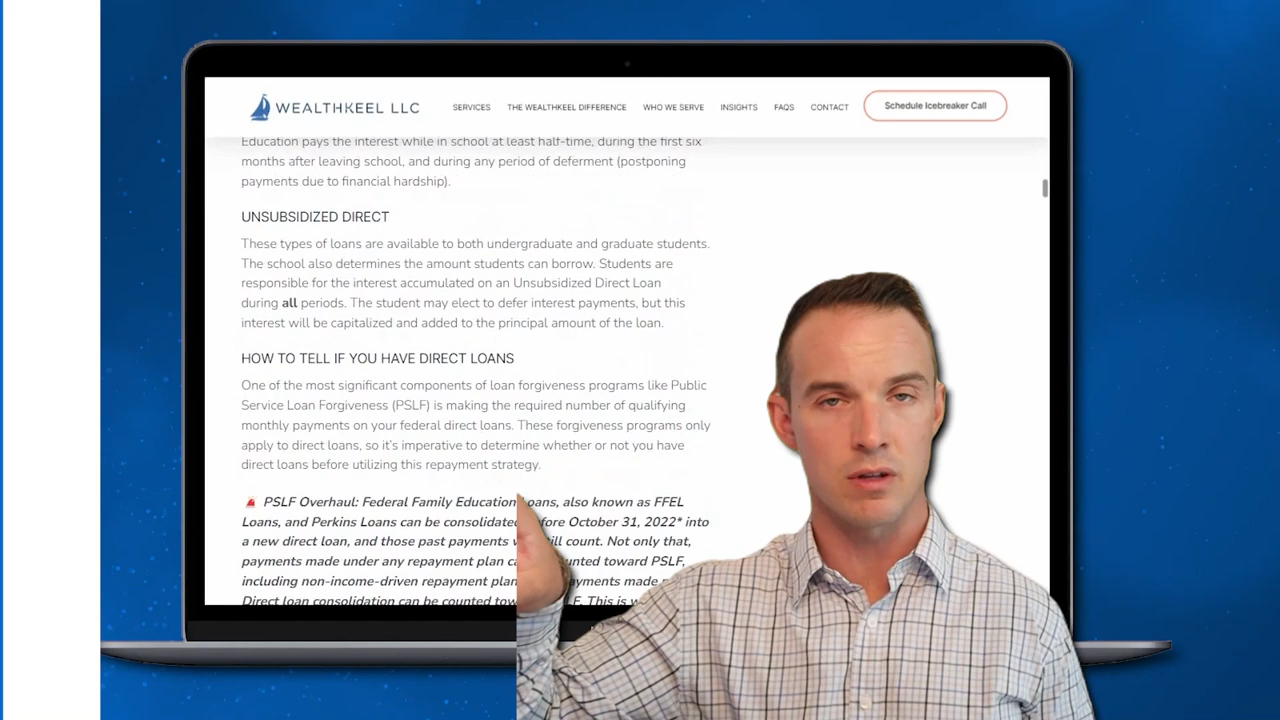 WEALTHKEEL LLC
SERVICES THE WEALTHKEEL DIFFERENCE WHO WE SERVE INSIGHTS FAQS CONTACT Schedule Icebreaker Call
Education pays the interest while in school at least half-time, during the first six
months after leaving school, and during any period of deferment (postponing
payments due to financial hardship).
UNSUBSIDIZED DIRECT
These types of loans are available to both undergraduate and graduate students.
The school also determines the amount students can borrow. Students are
responsible for the interest accumulated on an Unsubsidized Direct Loan
during all periods. The student may elect to defer interest payments, but this
interest will be capitalized and added to the principal amount of the loan.
HOW TO TELL IF YOU HAVE DIRECT LOANS
One of the most significant components of loan forgiveness programs like Public
Service Loan Forgiveness (PSLF) is making the required number of qualifying
monthly payments on your federal direct loans. These forgiveness programs only
apply to direct loans, so it's imperative to determine whether or not you have
direct loans before utilizing this repayment strategy.
PSLF Overhaul: Federal Family Education Loans, also known as FFEL
Loans, and Perkins Loans can be consolidated before October 31, 2022* into
a new direct loan, and those past payments will count. Not only that,
payments made under any repayment plan counted toward PSLF,
including non-income-driven repayment plan payments made
Direct loan consolidation can be counted This is